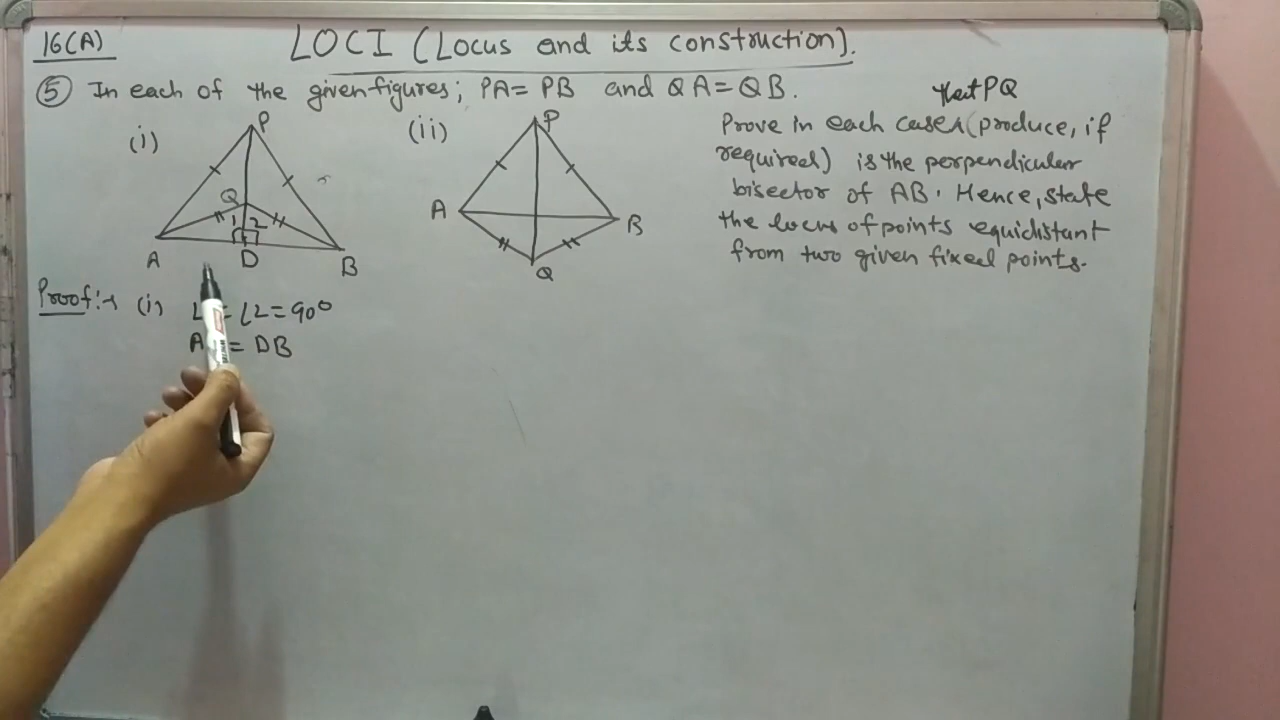 16(A)
LOCI (Locus and its construction).
⑤ In each of the given figures; PA = PB and QA = QB.
that PQ
Prove in each case (produce, if
required) is the perpendicular
bisector of AB. Hence, state
the locus of points equidistant
from two given fixed points.
(i)
P
Q
1 2
A
D
B
(ii)
P
A
B
Q
Proof:→ (i) = ∠2 = 90°
A = DB